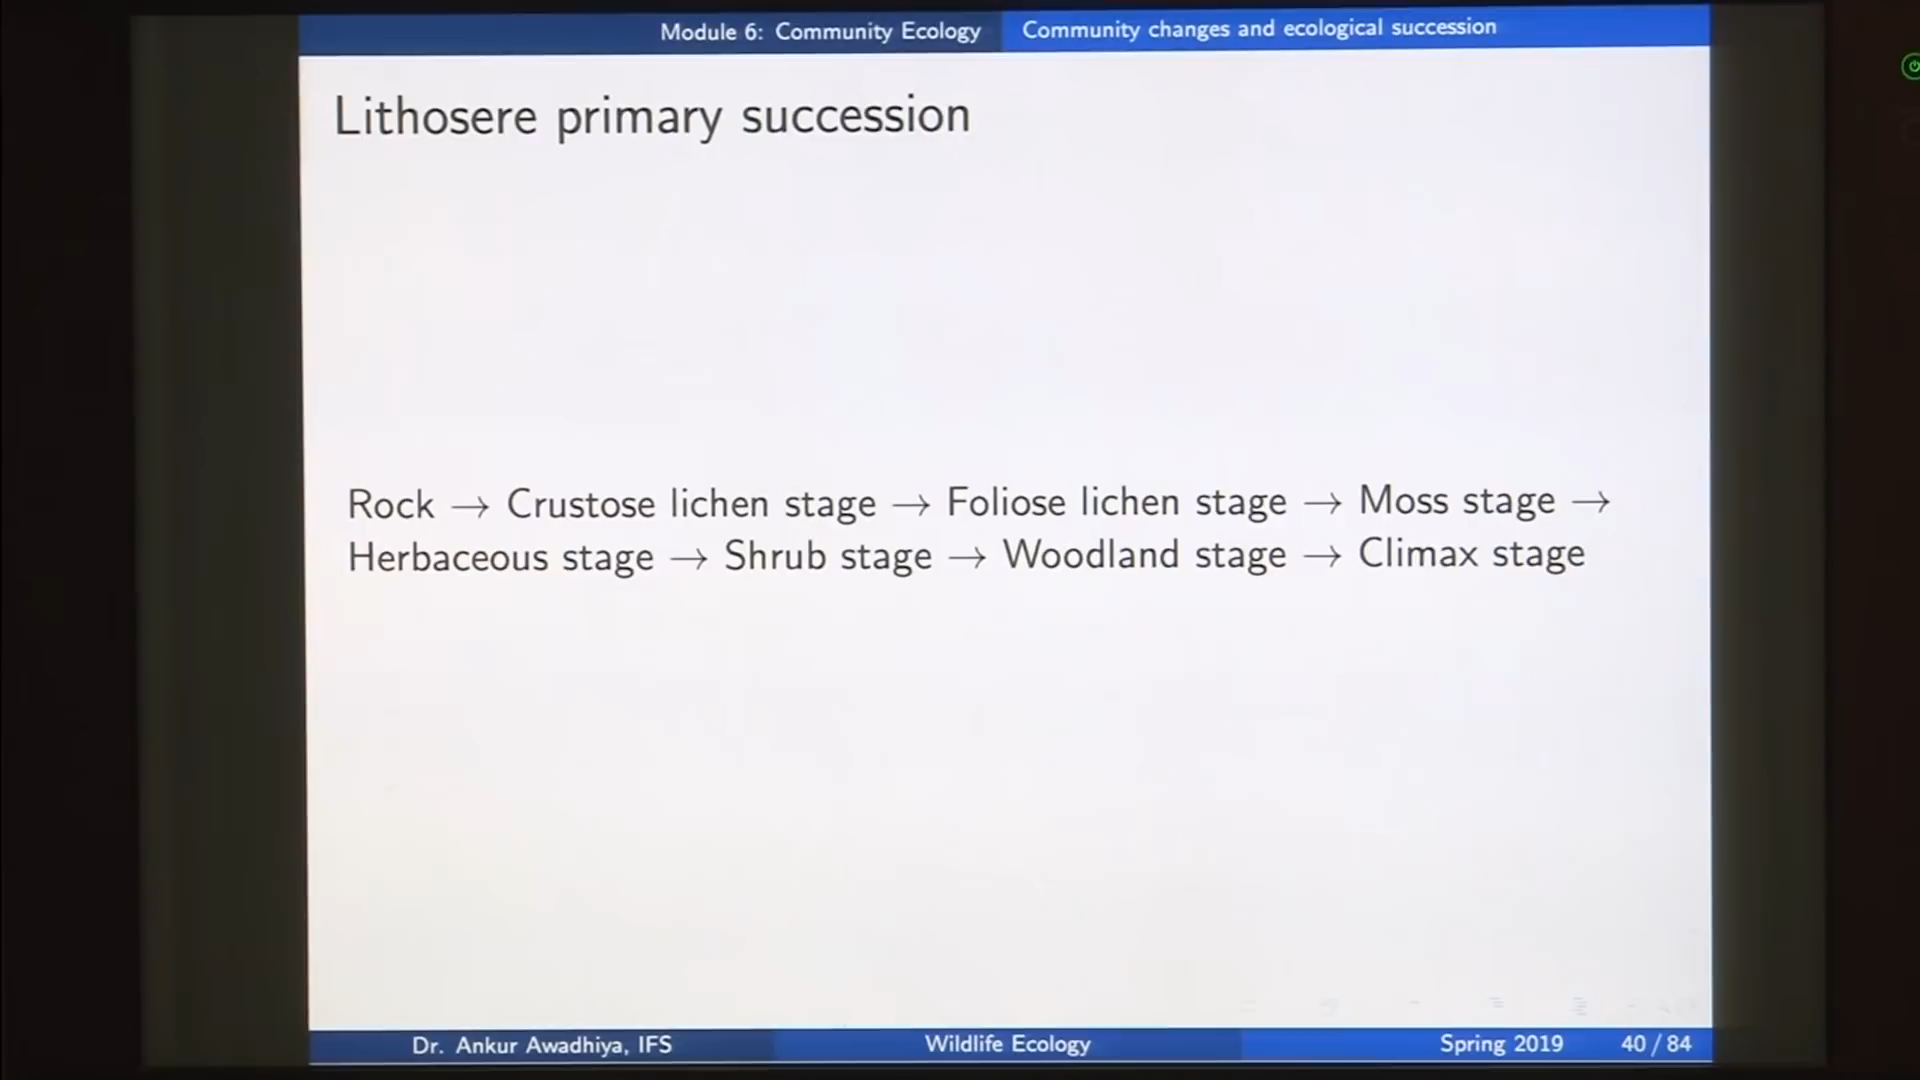 Module 6: Community Ecology Community changes and ecological succession
Lithosere primary succession
Rock → Crustose lichen stage → Foliose lichen stage → Moss stage →
Herbaceous stage → Shrub stage → Woodland stage → Climax stage
Dr. Ankur Awadhiya, IFS Wildlife Ecology Spring 2019 40 / 84